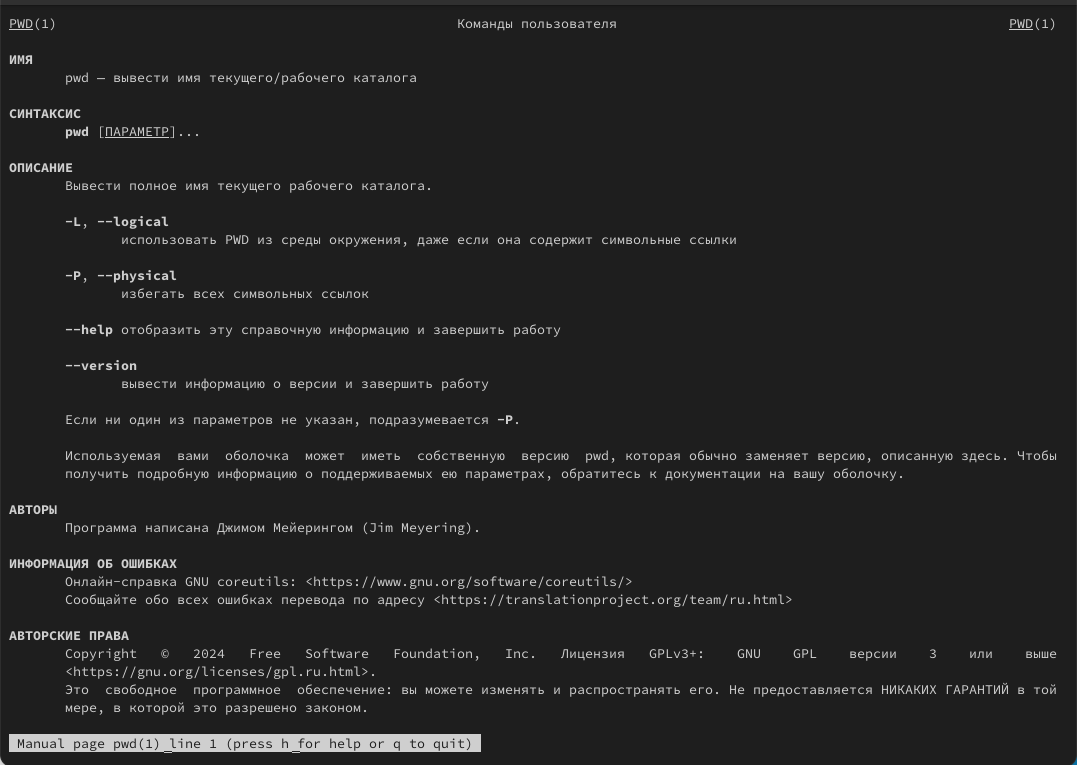 PWD(1) Команды пользователя PWD(1)
ИМЯ
pwd — вывести имя текущего/рабочего каталога
СИНТАКСИС
pwd [ПАРАМЕТР]...
ОПИСАНИЕ
Вывести полное имя текущего рабочего каталога.
-L, --logical
использовать PWD из среды окружения, даже если она содержит символьные ссылки
-P, --physical
избегать всех символьных ссылок
--help отобразить эту справочную информацию и завершить работу
--version
вывести информацию о версии и завершить работу
Если ни один из параметров не указан, подразумевается -P.
Используемая вами оболочка может иметь собственную версию pwd, которая обычно заменяет версию, описанную здесь. Чтобы
получить подробную информацию о поддерживаемых ею параметрах, обратитесь к документации на вашу оболочку.
АВТОРЫ
Программа написана Джимом Мейерингом (Jim Meyering).
ИНФОРМАЦИЯ ОБ ОШИБКАХ
Онлайн-справка GNU coreutils: <https://www.gnu.org/software/coreutils/>
Сообщайте обо всех ошибках перевода по адресу <https://translationproject.org/team/ru.html>
АВТОРСКИЕ ПРАВА
Copyright © 2024 Free Software Foundation, Inc. Лицензия GPLv3+: GNU GPL версии 3 или выше
<https://gnu.org/licenses/gpl.ru.html>.
Это свободное программное обеспечение: вы можете изменять и распространять его. Не предоставляется НИКАКИХ ГАРАНТИЙ в той
мере, в которой это разрешено законом.
Manual page pwd(1) line 1 (press h for help or q to quit)